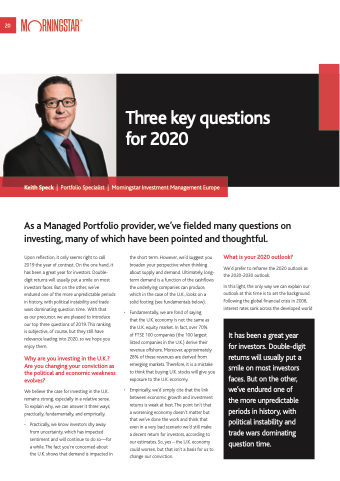 20
MORNINGSTAR®
Three key questions
for 2020
Keith Speck | Portfolio Specialist | Morningstar Investment Management Europe
As a Managed Portfolio provider, we've fielded many questions on
investing, many of which have been pointed and thoughtful.
Upon reflection, it only seems right to call
2019 the year of contrast. On the one hand, it
has been a great year for investors. Double-
digit returns will usually put a smile on most
investors faces. But on the other, we've
endured one of the more unpredictable periods
in history, with political instability and trade
wars dominating question time. With that
as our precursor, we are pleased to introduce
our top three questions of 2019. This ranking
is subjective, of course, but they still have
relevance leading into 2020, so we hope you
enjoy them.
Why are you investing in the U.K.?
Are you changing your conviction as
the political and economic weakness
evolves?
We believe the case for investing in the U.K.
remains strong, especially in a relative sense.
To explain why, we can answer it three ways:
practically, fundamentally, and empirically.
• Practically, we know investors shy away
from uncertainty, which has impacted
sentiment and will continue to do so—for
a while. The fact you're concerned about
the U.K. shows that demand is impacted in
the short term. However, we'd suggest you
broaden your perspective when thinking
about supply and demand. Ultimately, long-
term demand is a function of the cashflows
the underlying companies can produce,
which in the case of the U.K., looks on a
solid footing (see fundamentals below).
• Fundamentally, we are fond of saying
that the U.K. economy is not the same as
the U.K. equity market. In fact, over 70%
of FTSE 100 companies (the 100 largest
listed companies in the U.K.) derive their
revenue offshore. Moreover, approximately
28% of these revenues are derived from
emerging markets. Therefore, it is a mistake
to think that buying U.K. stocks will give you
exposure to the U.K. economy.
• Empirically, we'd simply cite that the link
between economic growth and investment
returns is weak at best. The point isn't that
a worsening economy doesn't matter but
that we've done the work and think that
even in a very bad scenario we'd still make
a decent return for investors, according to
our estimates. So, yes – the U.K. economy
could worsen, but that isn't a basis for us to
change our conviction.
What is your 2020 outlook?
We'd prefer to reframe the 2020 outlook as
the 2020-2030 outlook.
In this light, the only way we can explain our
outlook at this time is to set the background.
Following the global financial crisis in 2008,
interest rates sank across the developed world
It has been a great year
for investors. Double-digit
returns will usually put a
smile on most investors
faces. But on the other,
we've endured one of
the more unpredictable
periods in history, with
political instability and
trade wars dominating
question time.